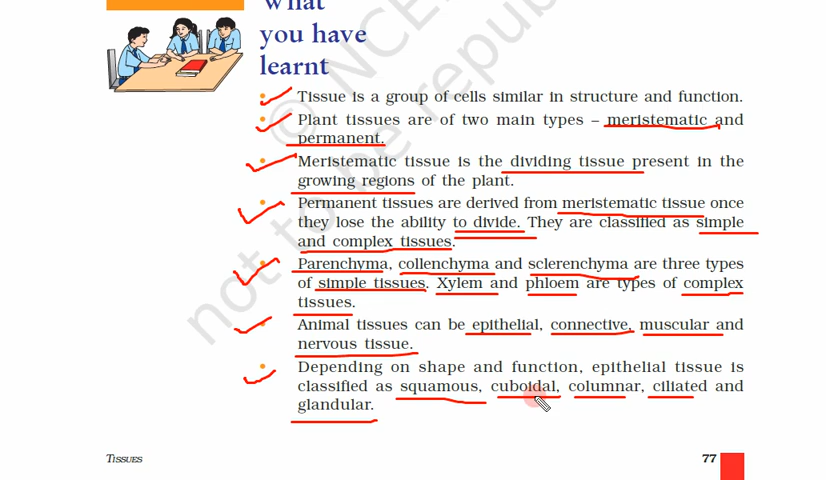 What
you have
learnt
© NCERT
not to be republished
• Tissue is a group of cells similar in structure and function.
• Plant tissues are of two main types – meristematic and
permanent.
• Meristematic tissue is the dividing tissue present in the
growing regions of the plant.
• Permanent tissues are derived from meristematic tissue once
they lose the ability to divide. They are classified as simple
and complex tissues.
• Parenchyma, collenchyma and sclerenchyma are three types
of simple tissues. Xylem and phloem are types of complex
tissues.
• Animal tissues can be epithelial, connective, muscular and
nervous tissue.
• Depending on shape and function, epithelial tissue is
classified as squamous, cuboidal, columnar, ciliated and
glandular.
TISSUES
77